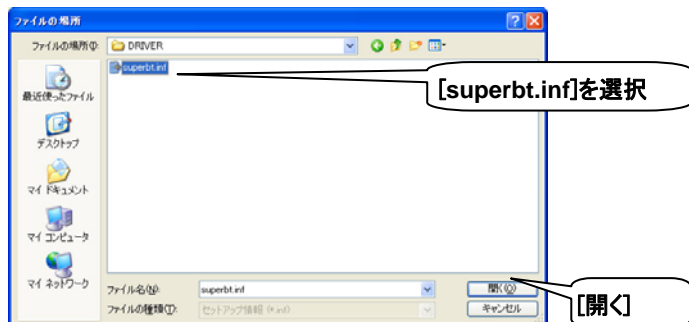 ファイルの場所
ファイルの場所(I):
DRIVER
superbt.inf
[superbt.inf]を選択
最近使ったファイル
デスクトップ
マイ ドキュメント
マイ コンピュータ
マイ ネットワーク
ファイル名(N):
superbt.inf
開く(O)
ファイルの種類(T):
セットアップ情報 (*.inf)
キャンセル
[開く]